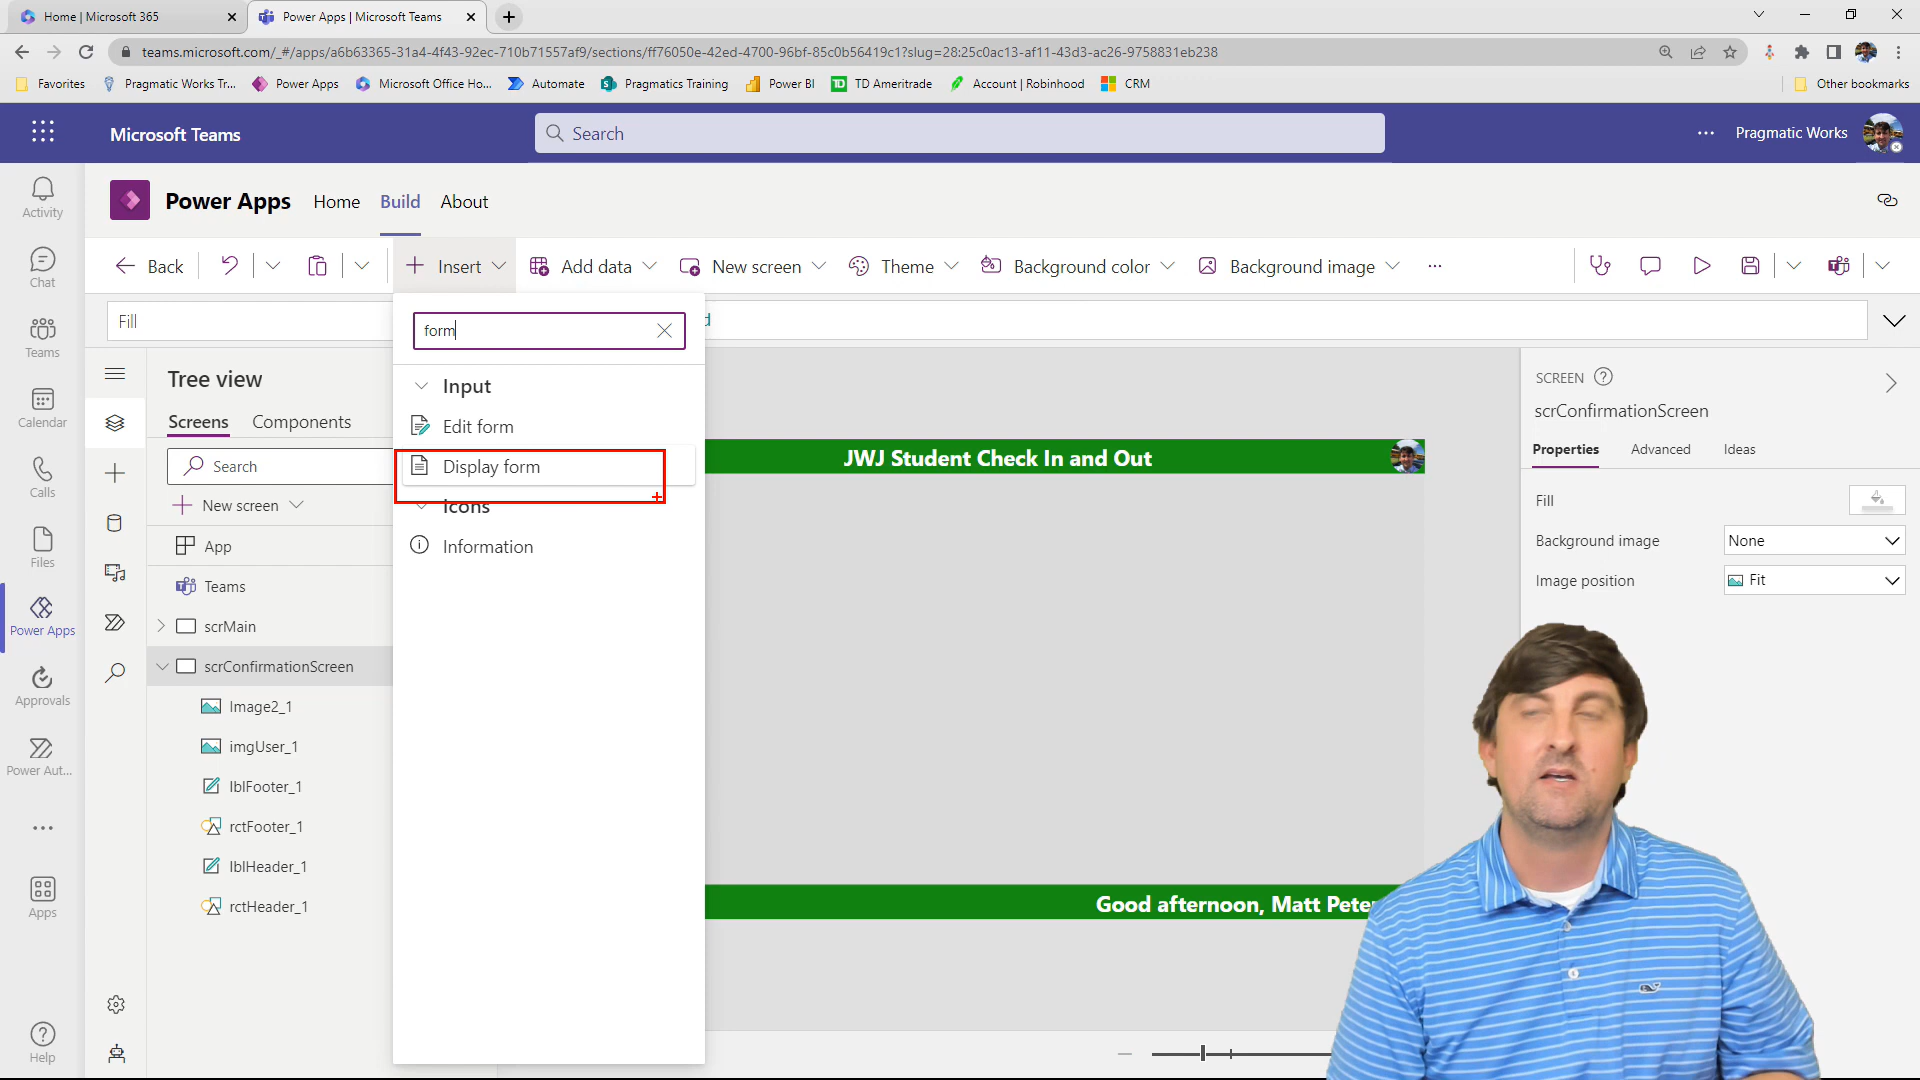 Home | Microsoft 365
Power Apps | Microsoft Teams
teams.microsoft.com/_#/apps/a6b63365-31a4-4f43-92ec-710b71557af9/sections/ff76050e-42ed-4700-96bf-85c0b56419c1?slug=28:25c0ac13-af11-43d3-ac26-9758831eb238
Favorites Pragmatic Works Tr... Power Apps Microsoft Office Ho... Automate Pragmatics Training Power BI TD TD Ameritrade Account | Robinhood CRM Other bookmarks
Microsoft Teams Search Pragmatic Works
Activity
Chat
Teams
Calendar
Calls
Files
Power Apps
Approvals
Power Aut...
Apps
Help
Power Apps Home Build About
Back Insert Add data New screen Theme Background color Background image
Fill
form
Input
Edit form
Display form
Icons
Information
Tree view
Screens Components
Search
New screen
App
Teams
scrMain
scrConfirmationScreen
Image2_1
imgUser_1
lblFooter_1
rctFooter_1
lblHeader_1
rctHeader_1
JWJ Student Check In and Out
Good afternoon, Matt Peter
SCREEN
scrConfirmationScreen
Properties Advanced Ideas
Fill
Background image None
Image position Fit